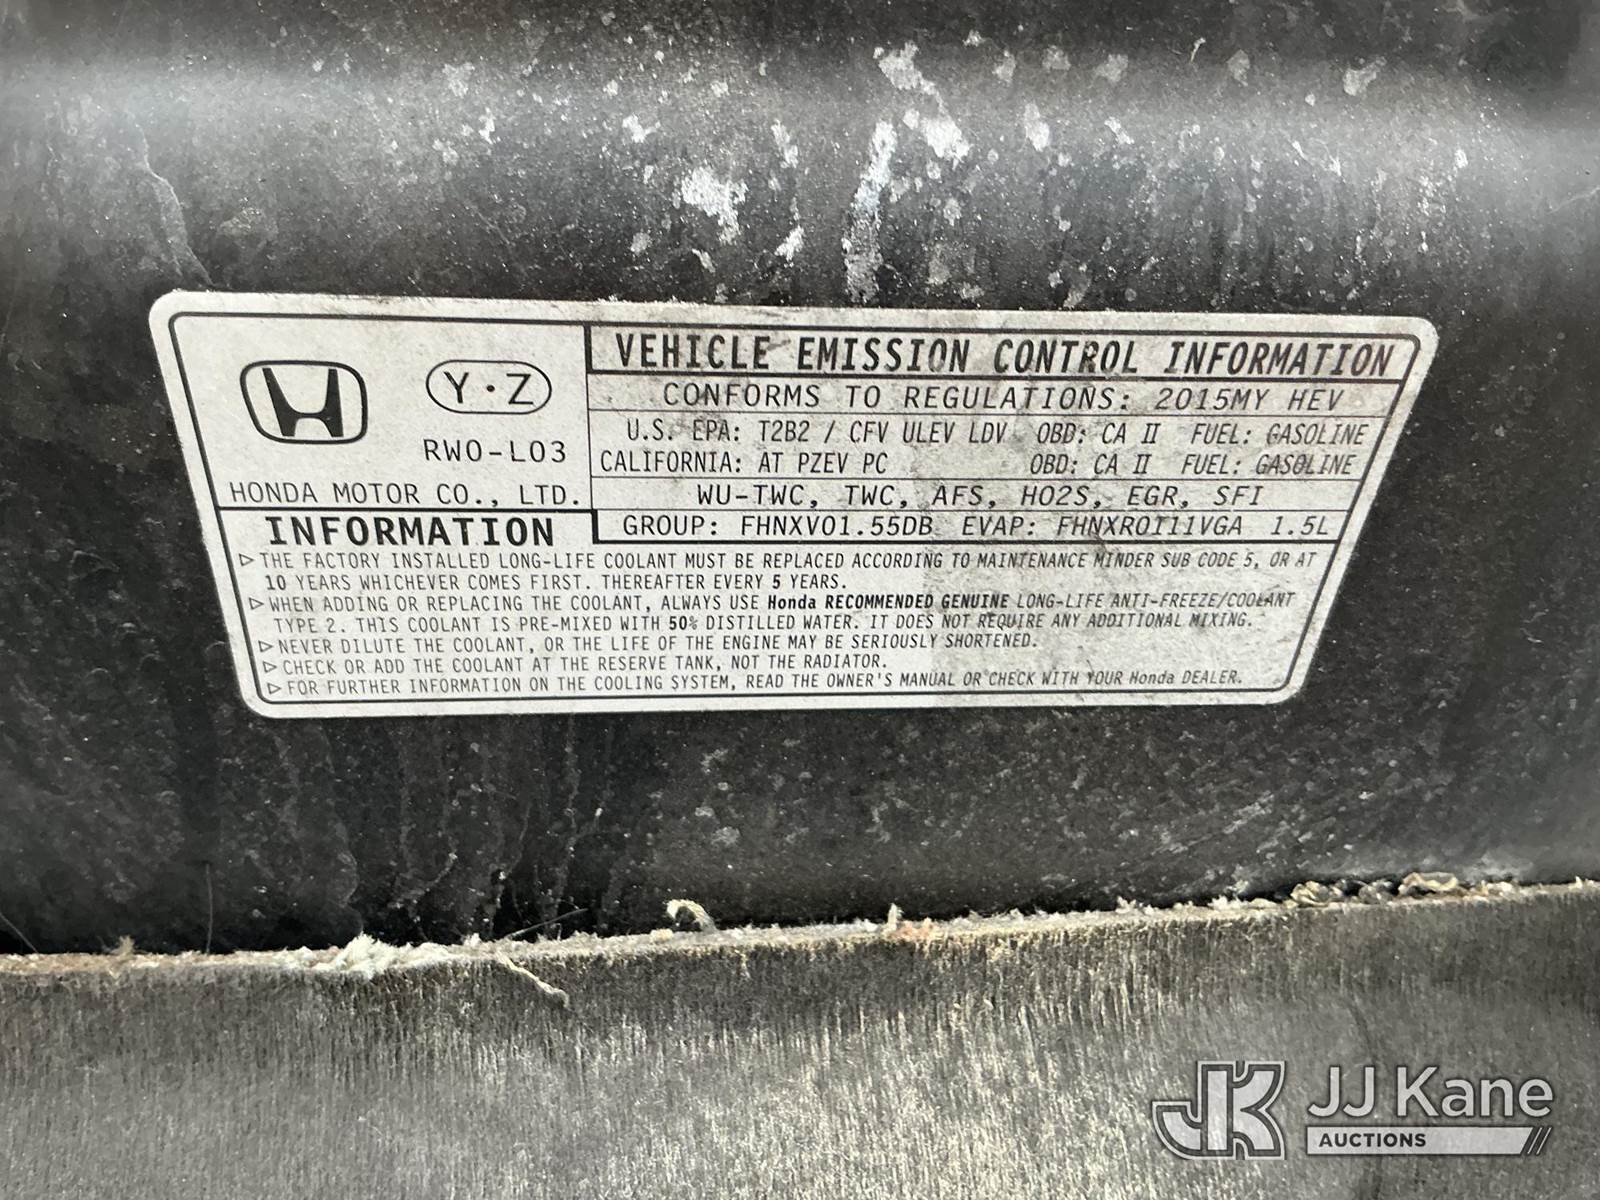 Y・Z
RW0-L03
HONDA MOTOR CO., LTD.
VEHICLE EMISSION CONTROL INFORMATION
CONFORMS TO REGULATIONS: 2015MY HEV
U.S. EPA: T2B2 / CFV ULEV LDV OBD: CA II FUEL: GASOLINE
CALIFORNIA: AT PZEV PC OBD: CA II FUEL: GASOLINE
WU-TWC, TWC, AFS, HO2S, EGR, SFI
GROUP: FHNXV01.55DB EVAP: FHNXR0111VGA 1.5L
INFORMATION
▷ THE FACTORY INSTALLED LONG-LIFE COOLANT MUST BE REPLACED ACCORDING TO MAINTENANCE MINDER SUB CODE 5, OR AT
10 YEARS WHICHEVER COMES FIRST. THEREAFTER EVERY 5 YEARS.
▷ WHEN ADDING OR REPLACING THE COOLANT, ALWAYS USE Honda RECOMMENDED GENUINE LONG-LIFE ANTI-FREEZE/COOLANT
TYPE 2. THIS COOLANT IS PRE-MIXED WITH 50% DISTILLED WATER. IT DOES NOT REQUIRE ANY ADDITIONAL MIXING.
▷ NEVER DILUTE THE COOLANT, OR THE LIFE OF THE ENGINE MAY BE SERIOUSLY SHORTENED.
▷ CHECK OR ADD THE COOLANT AT THE RESERVE TANK, NOT THE RADIATOR.
▷ FOR FURTHER INFORMATION ON THE COOLING SYSTEM, READ THE OWNER'S MANUAL OR CHECK WITH YOUR Honda DEALER.
JK JJ Kane
AUCTIONS